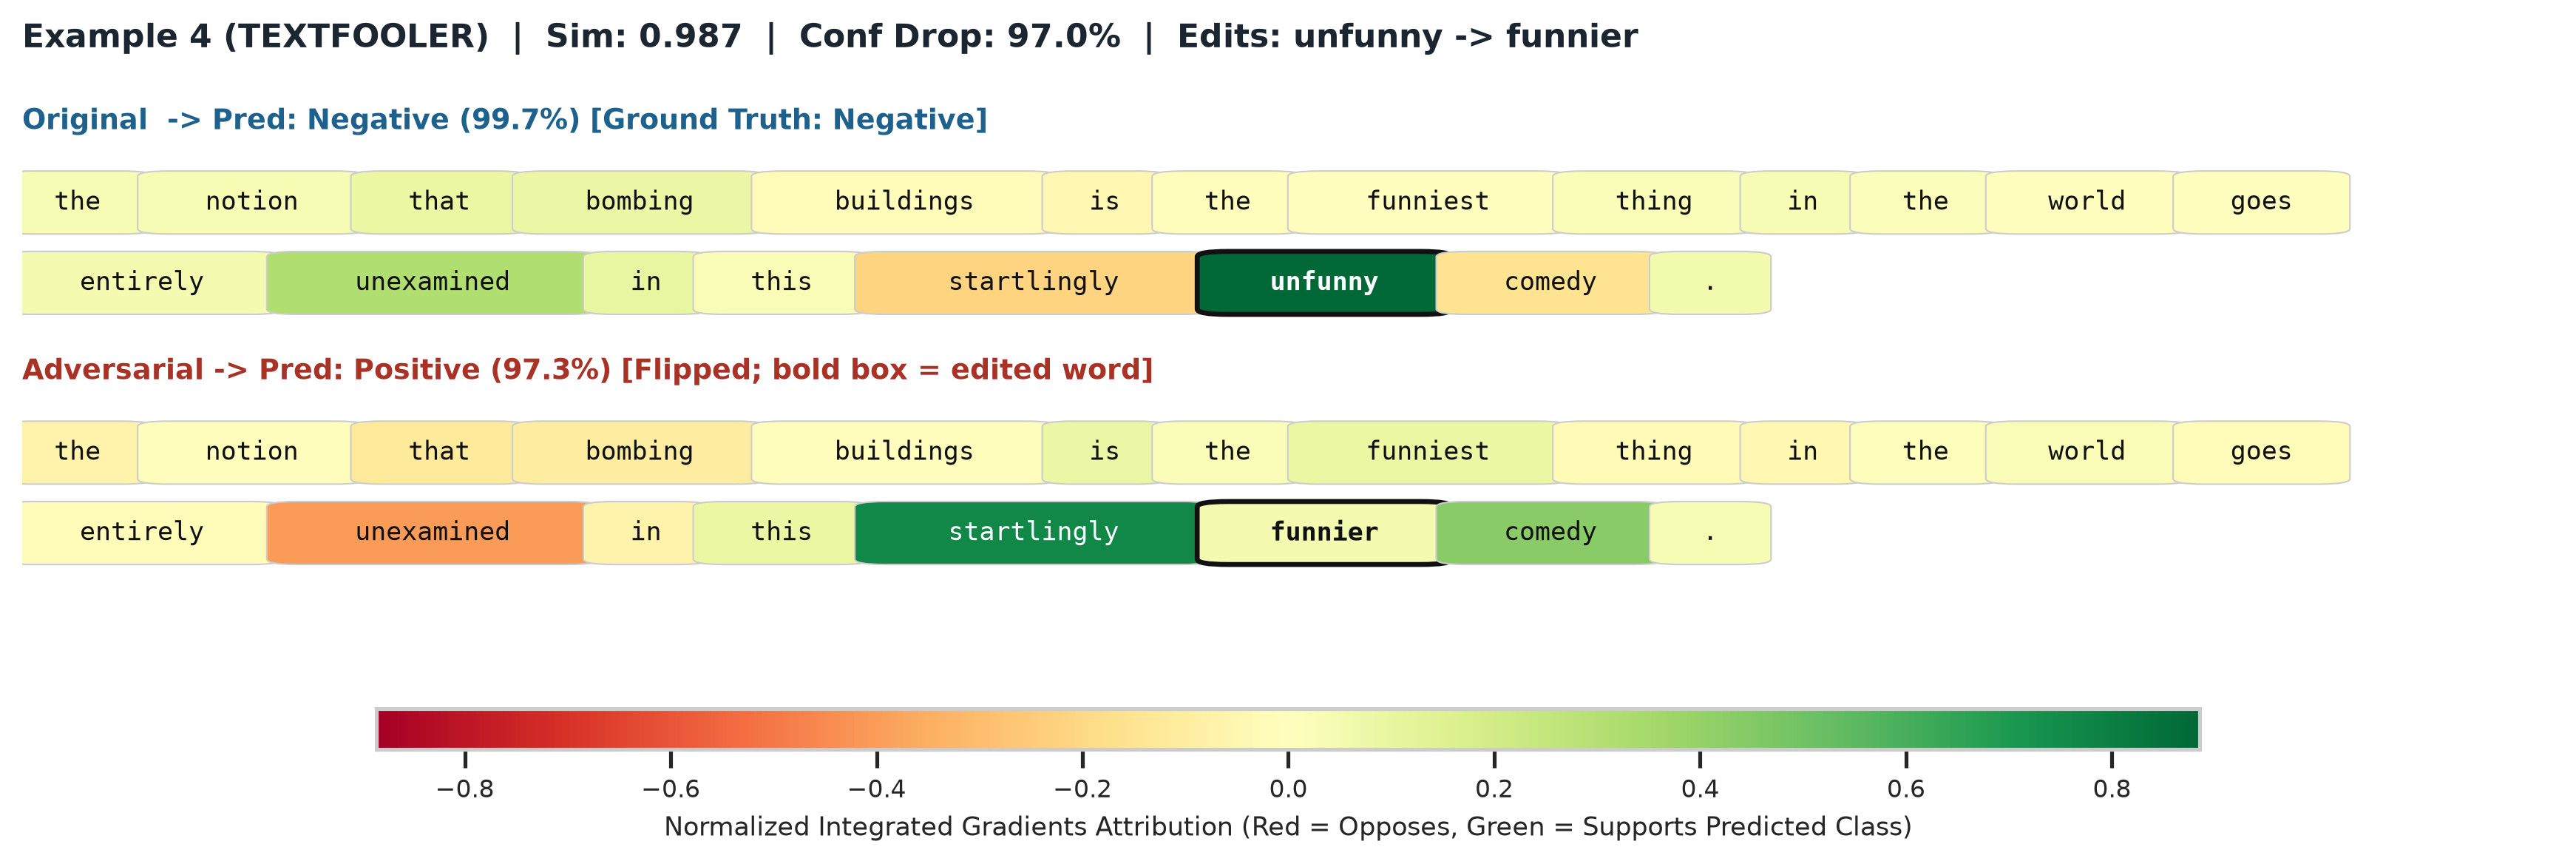 Example 4 (TEXTFOOLER) | Sim: 0.987 | Conf Drop: 97.0% | Edits: unfunny -> funnier
Original -> Pred: Negative (99.7%) [Ground Truth: Negative]
the notion that bombing buildings is the funniest thing in the world goes
entirely unexamined in this startlingly unfunny comedy .
Adversarial -> Pred: Positive (97.3%) [Flipped; bold box = edited word]
the notion that bombing buildings is the funniest thing in the world goes
entirely unexamined in this startlingly funnier comedy .
−0.8 −0.6 −0.4 −0.2 0.0 0.2 0.4 0.6 0.8
Normalized Integrated Gradients Attribution (Red = Opposes, Green = Supports Predicted Class)